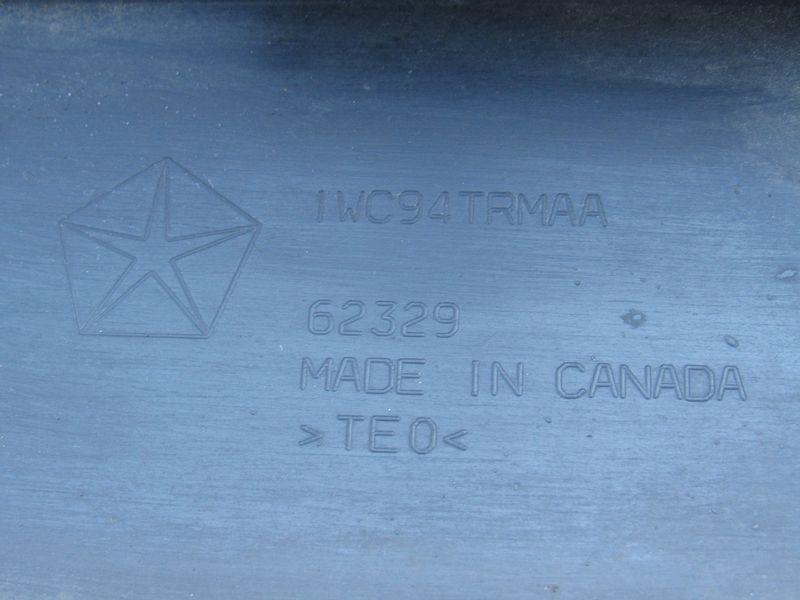 1WC94TRMAA
62329
MADE IN CANADA
>TEO<